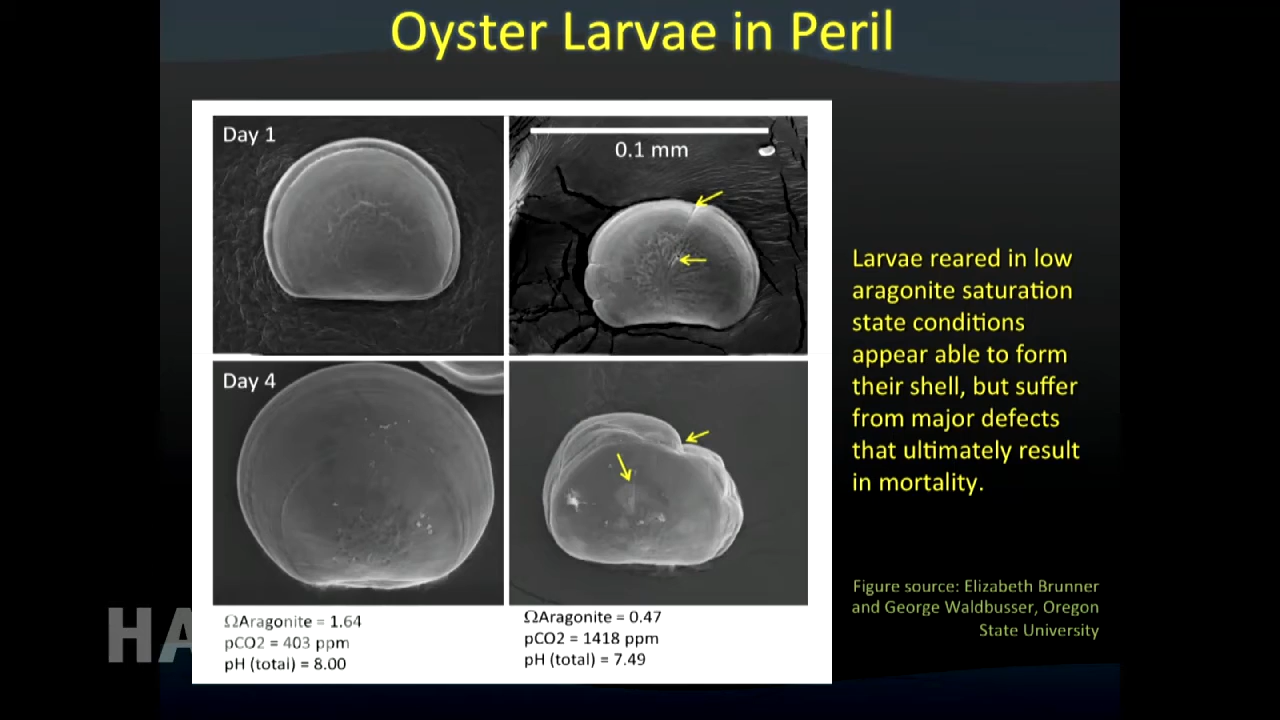 Oyster Larvae in Peril
Day 1
0.1 mm
Day 4
ΩAragonite = 1.64
pCO2 = 403 ppm
pH (total) = 8.00
ΩAragonite = 0.47
pCO2 = 1418 ppm
pH (total) = 7.49
Larvae reared in low
aragonite saturation
state conditions
appear able to form
their shell, but suffer
from major defects
that ultimately result
in mortality.
Figure source: Elizabeth Brunner
and George Waldbusser, Oregon
State University